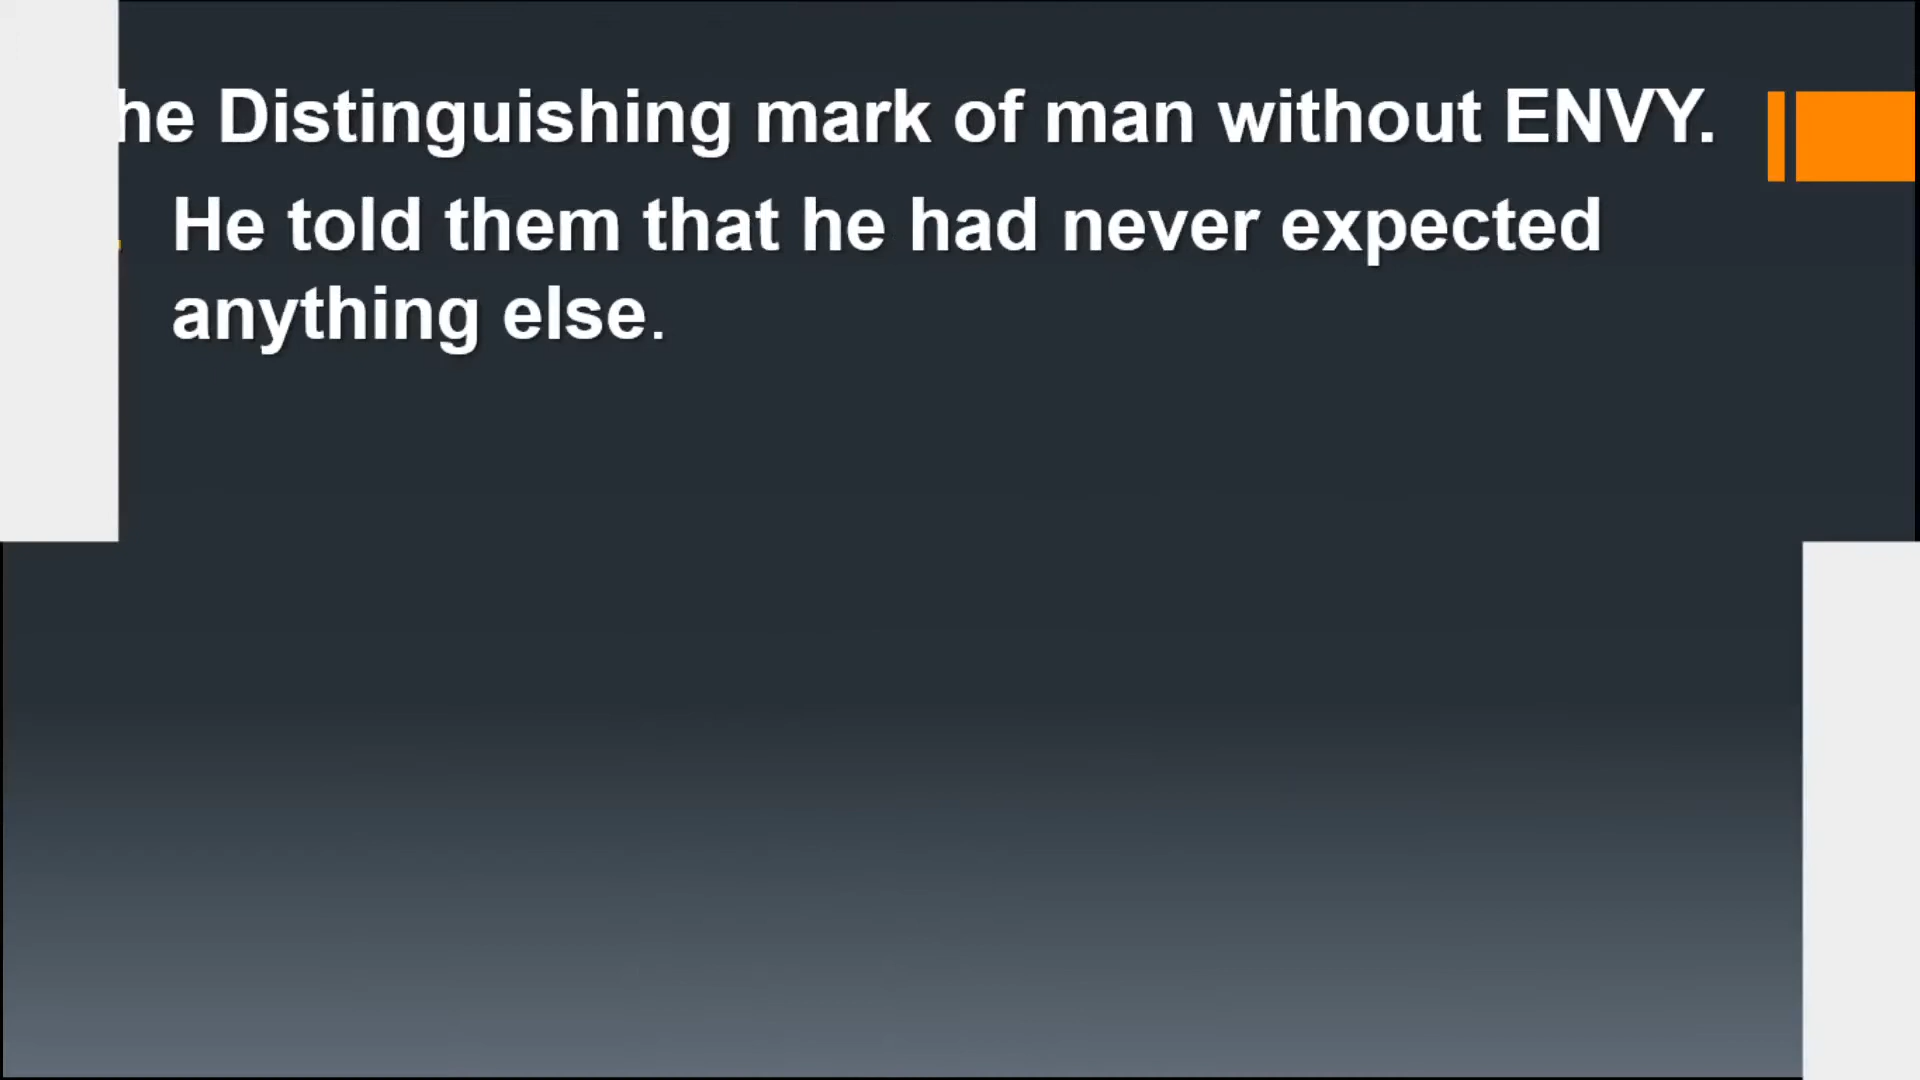 he Distinguishing mark of man without ENVY.
He told them that he had never expected
anything else.